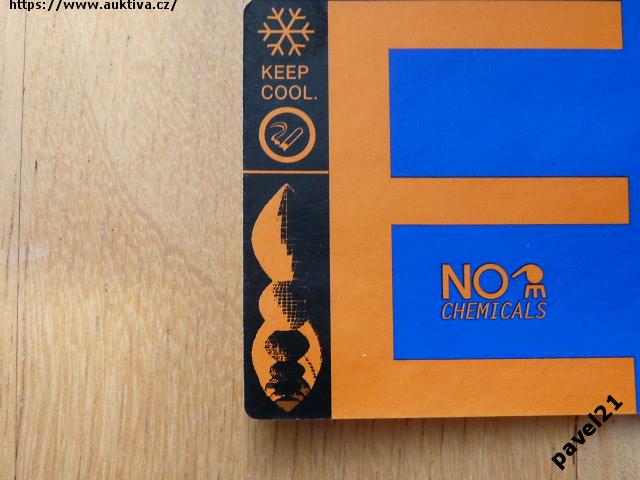 https://www.auktiva.cz/
KEEP
COOL.
E
NO
CHEMICALS
pavel21